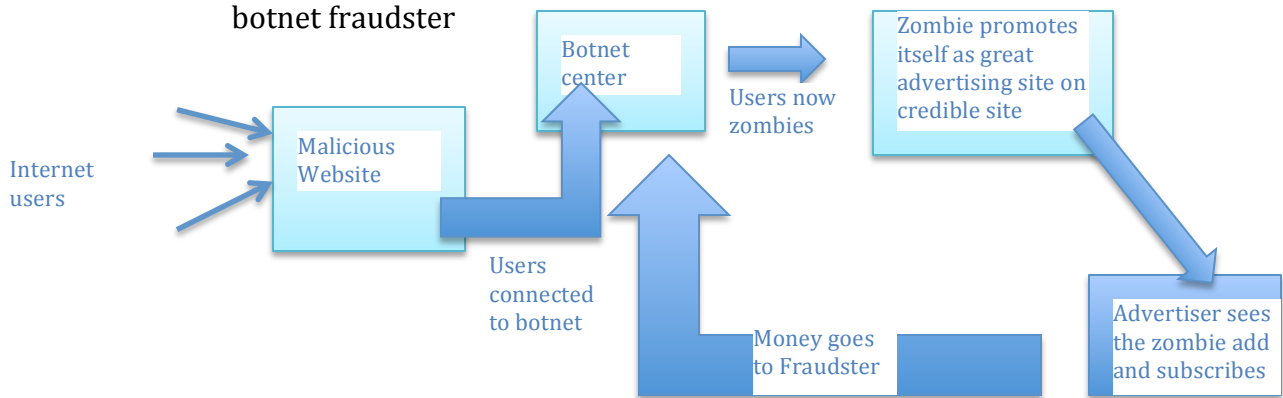 botnet fraudster
Internet
users
Malicious
Website
Users
connected
to botnet
Botnet
center
Users now
zombies
Zombie promotes
itself as great
advertising site on
credible site
Advertiser sees
the zombie add
and subscribes
Money goes
to Fraudster